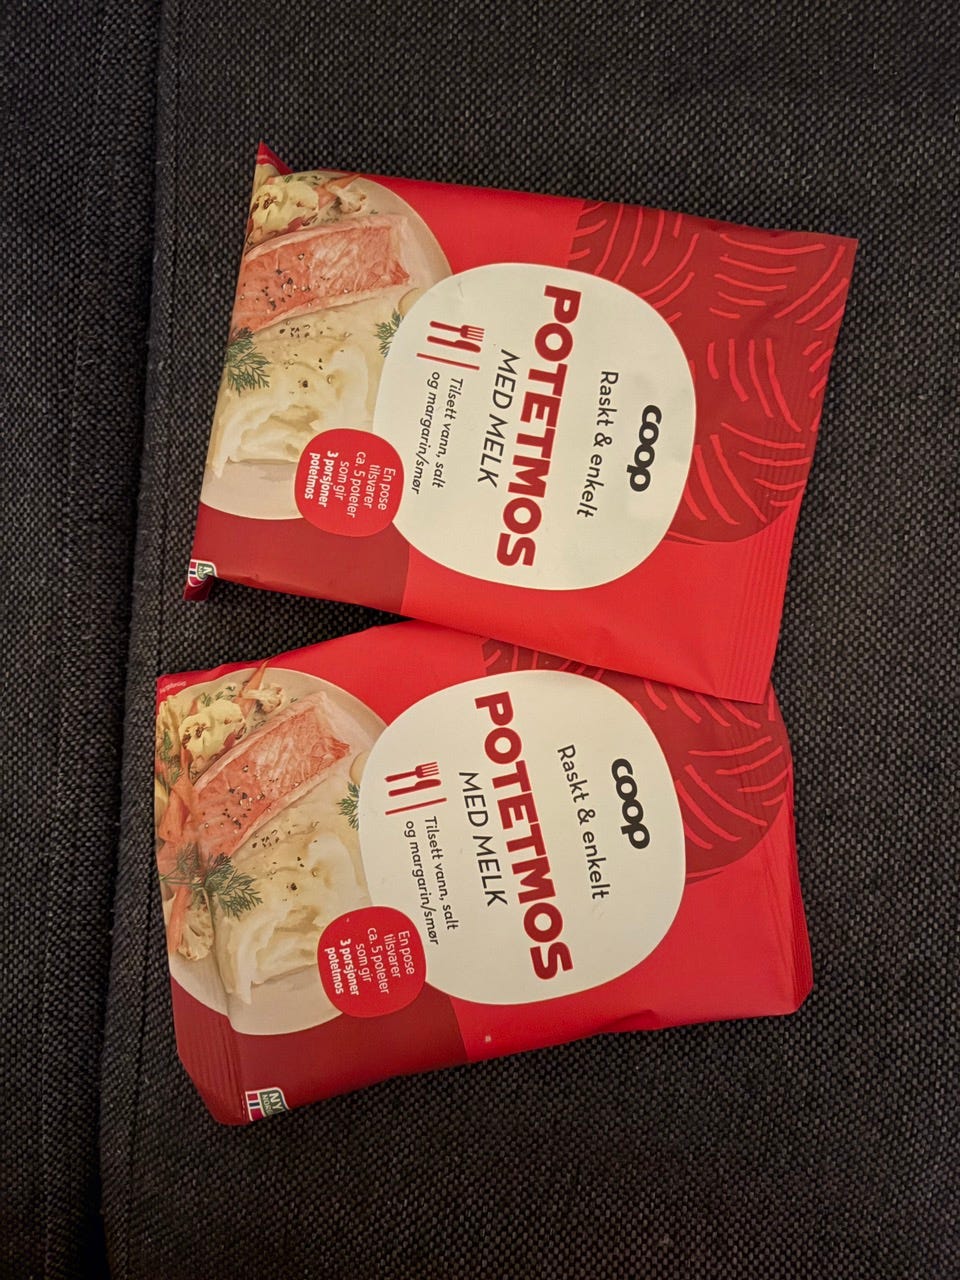 coop
Raskt & enkelt
POTETMOS
MED MELK
Tilsett vann, salt
og margarin/smør
En pose
tilsvarer
ca. 5 poteter
som gir
3 porsjoner
potetmos
coop
Raskt & enkelt
POTETMOS
MED MELK
Tilsett vann, salt
og margarin/smør
En pose
tilsvarer
ca. 5 poteter
som gir
3 porsjoner
potetmos
NY